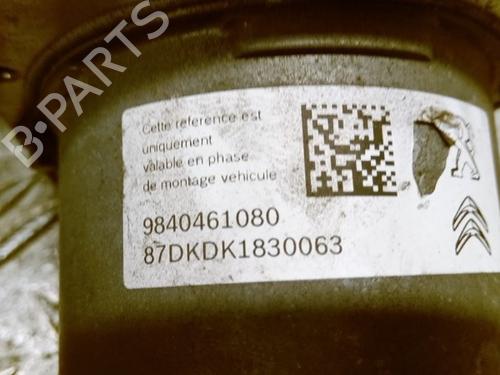 B-PARTS
Cette reference est
uniquement
valable en phase
de montage vehicule
9840461080
87DKDK1830063